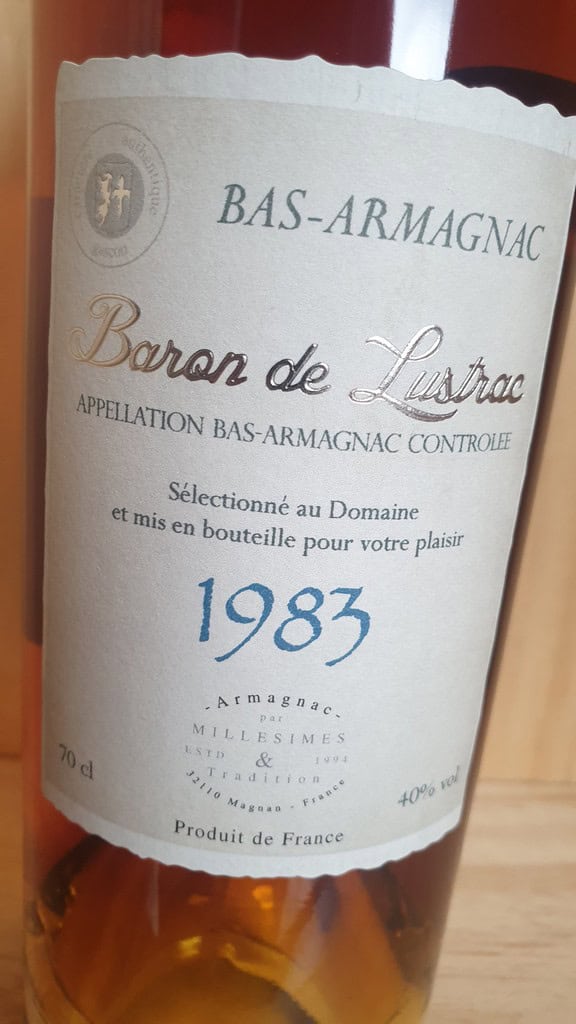 authentique
BAS-ARMAGNAC
Baron de Lustrac
APPELLATION BAS-ARMAGNAC CONTROLEE
Sélectionné au Domaine
et mis en bouteille pour votre plaisir
1983
-Armagnac-
par
MILLESIMES
ESTD & 1994
Tradition
32110 Magnan - France
70 cl
40% vol
Produit de France